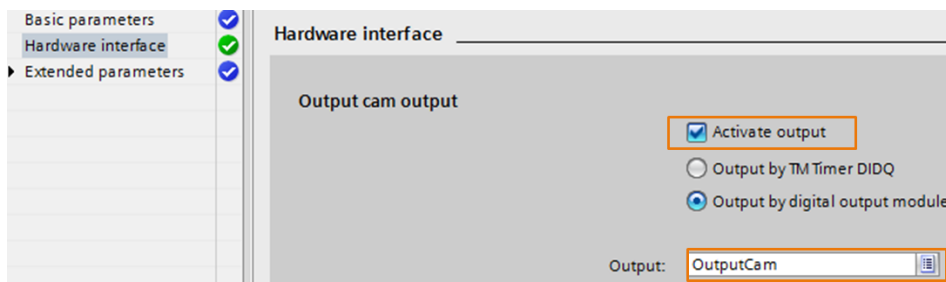 Basic parameters
Hardware interface
Extended parameters
Hardware interface
Output cam output
Activate output
Output by TM Timer DIDQ
Output by digital output module
Output: OutputCam